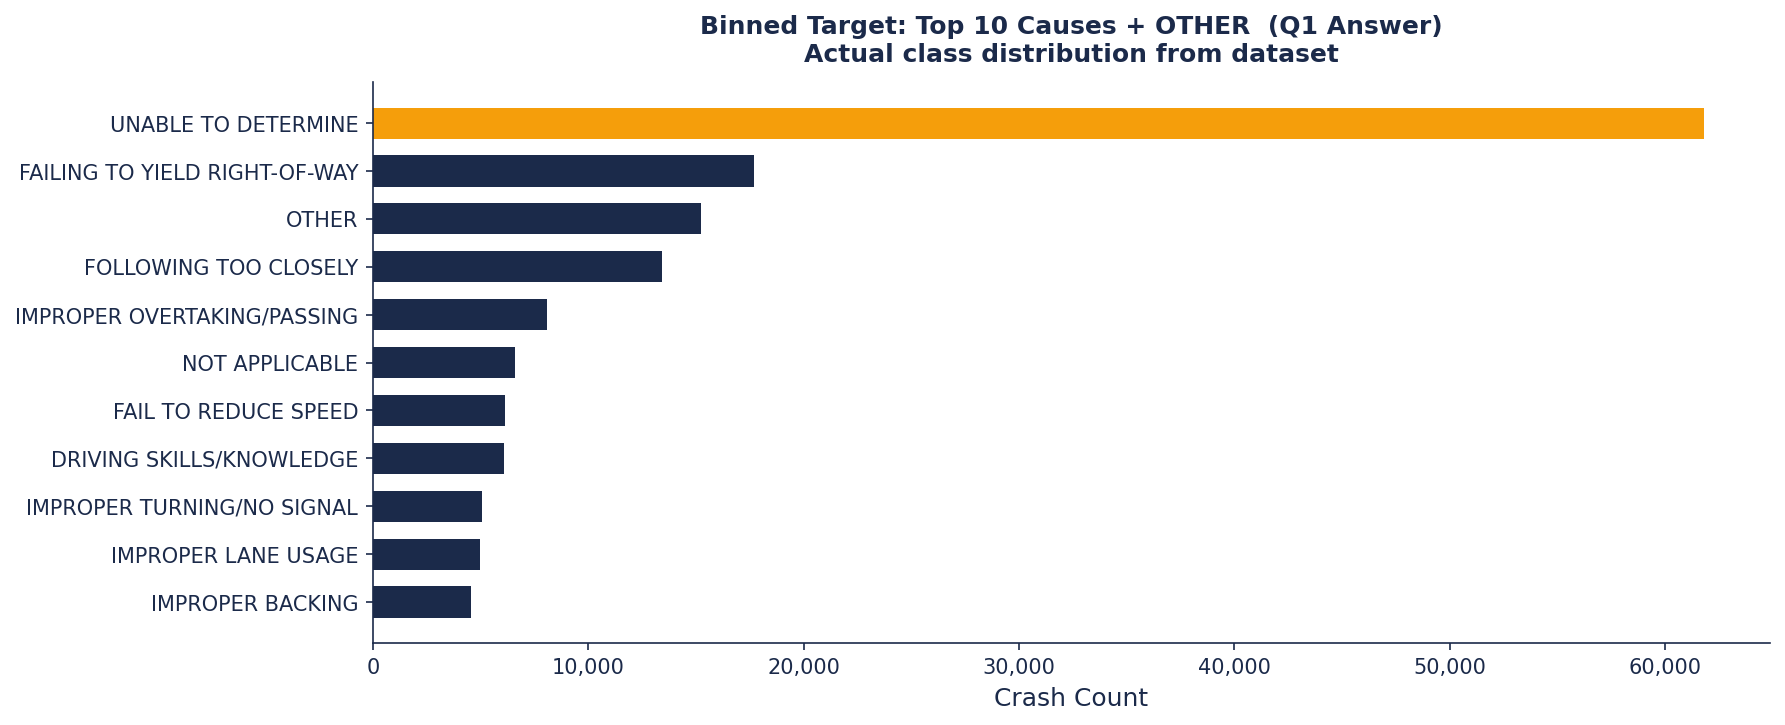 Binned Target: Top 10 Causes + OTHER  (Q1 Answer)
Actual class distribution from dataset
UNABLE TO DETERMINE
FAILING TO YIELD RIGHT-OF-WAY
OTHER
FOLLOWING TOO CLOSELY
IMPROPER OVERTAKING/PASSING
NOT APPLICABLE
FAIL TO REDUCE SPEED
DRIVING SKILLS/KNOWLEDGE
IMPROPER TURNING/NO SIGNAL
IMPROPER LANE USAGE
IMPROPER BACKING
0 10,000 20,000 30,000 40,000 50,000 60,000
Crash Count